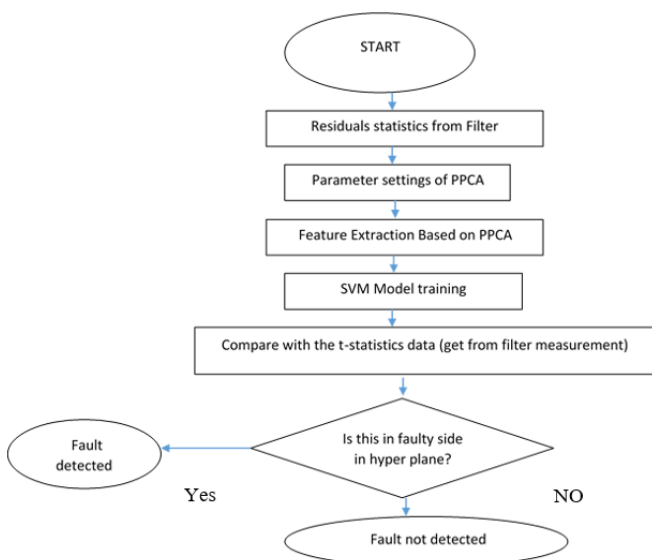 START
Residuals statistics from Filter
Parameter settings of PPCA
Feature Extraction Based on PPCA
SVM Model training
Compare with the t-statistics data (get from filter measurement)
Is this in faulty side
in hyper plane?
Fault
detected
Yes
NO
Fault not detected